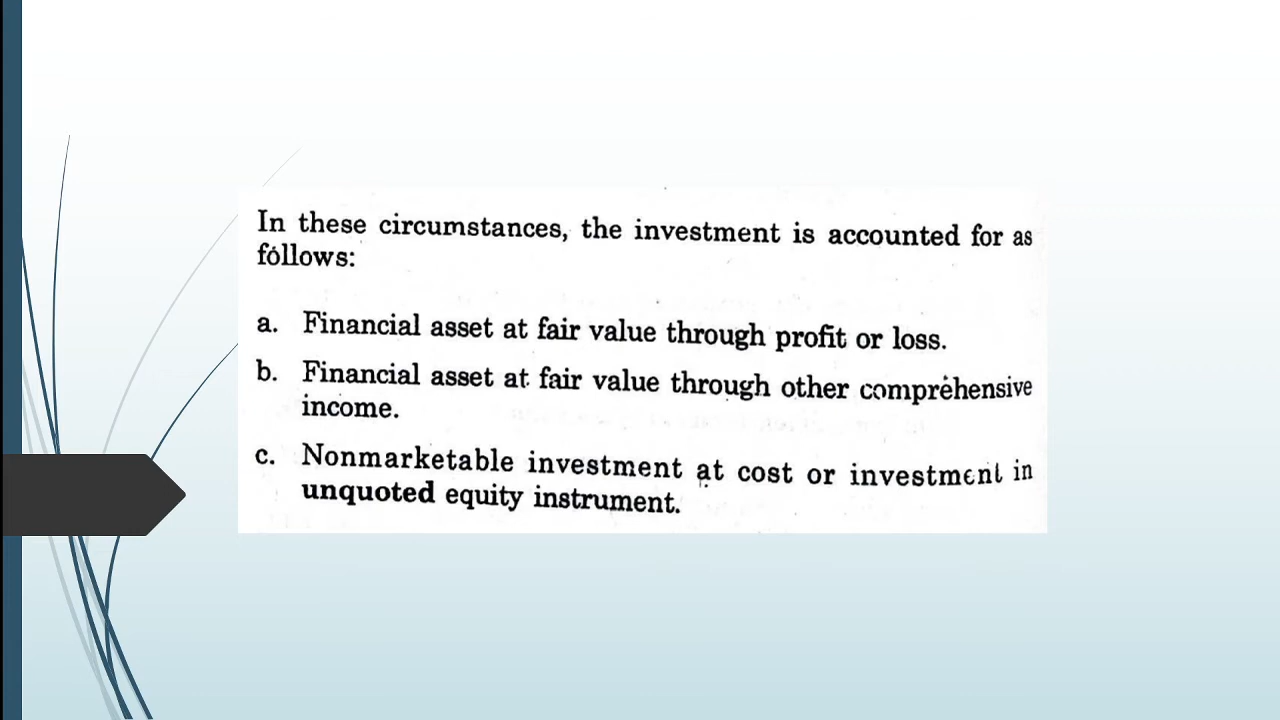 In these circumstances, the investment is accounted for as
follows:
a. Financial asset at fair value through profit or loss.
b. Financial asset at fair value through other comprehensive
income.
c. Nonmarketable investment at cost or investment in
unquoted equity instrument.